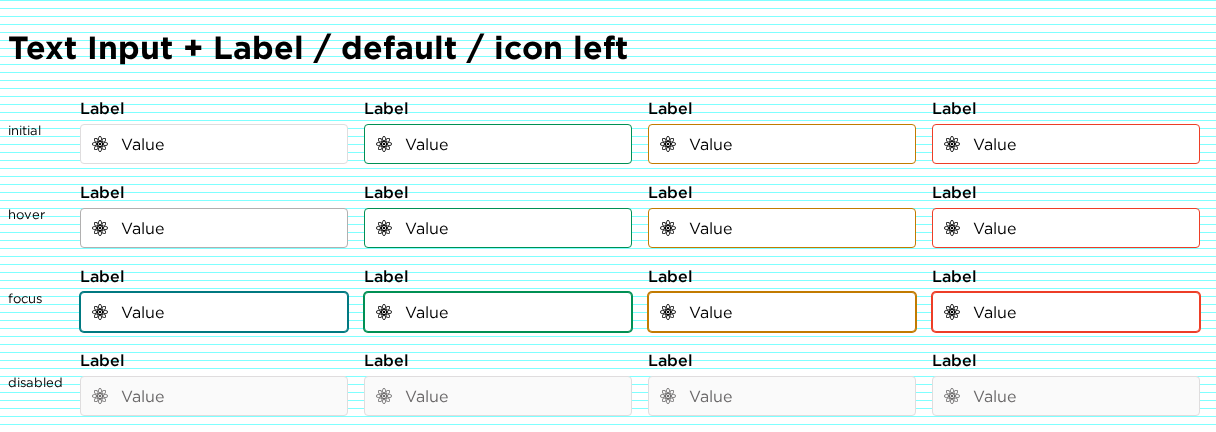 Text Input + Label / default / icon left
Label Label Label Label
initial Value Value Value Value
Label Label Label Label
hover Value Value Value Value
Label Label Label Label
focus Value Value Value Value
Label Label Label Label
disabled Value Value Value Value